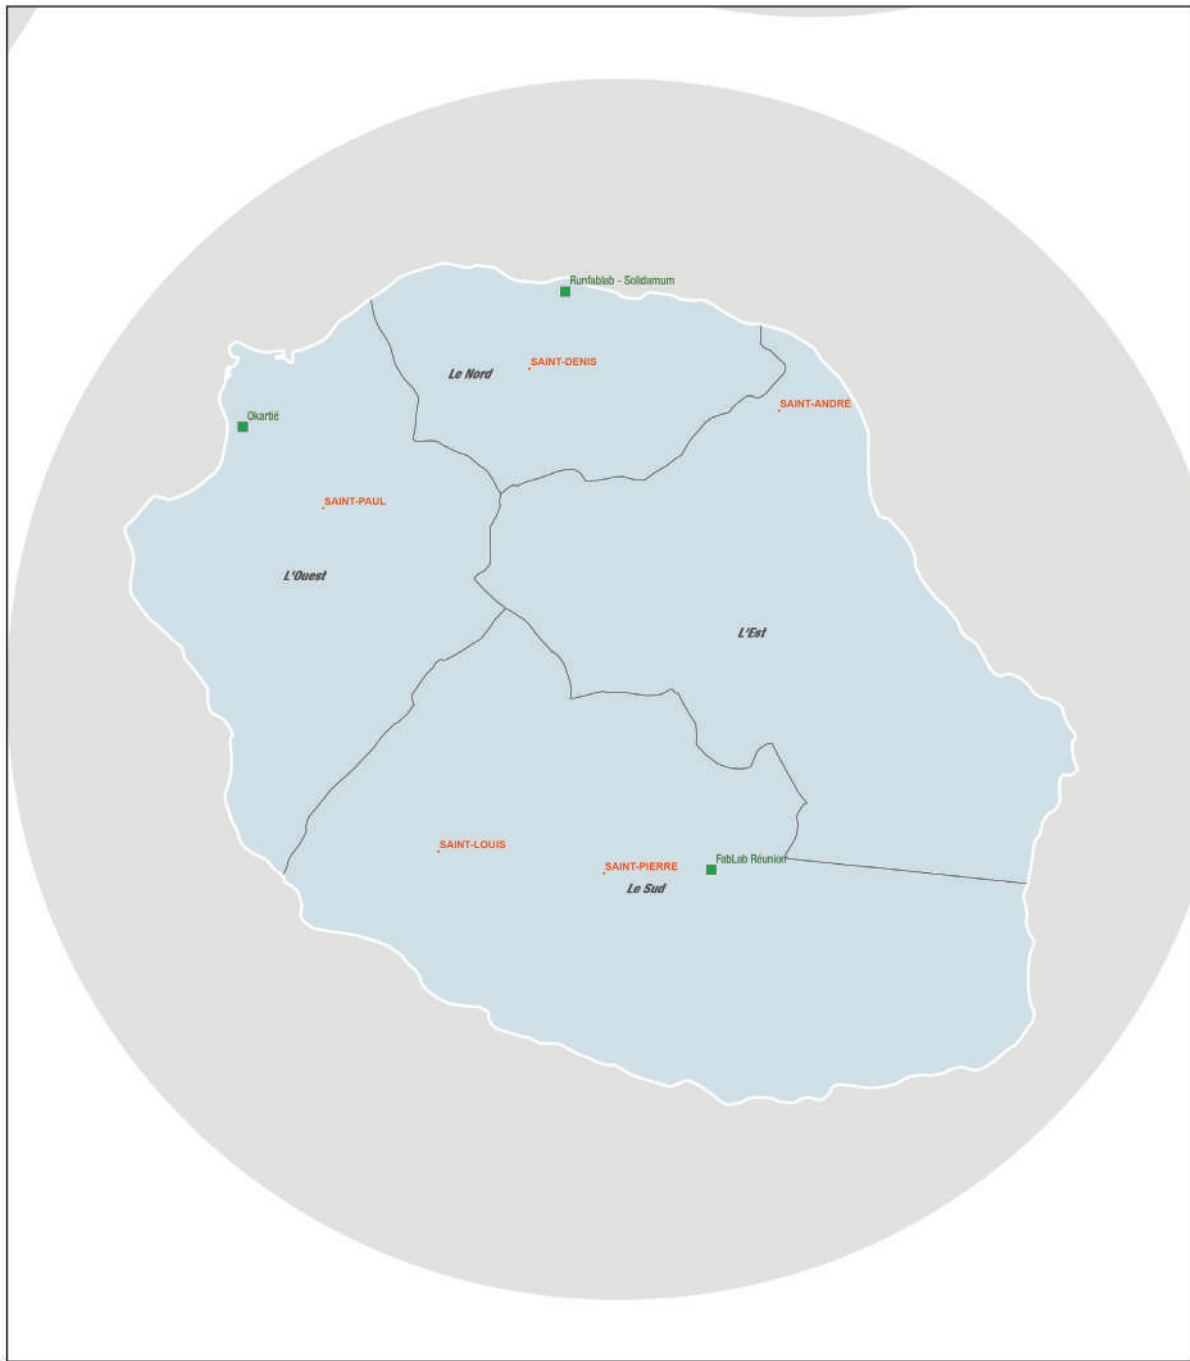 Runfablab - Solidarnum
SAINT-DENIS
Le Nord
SAINT-ANDRÉ
Okartié
SAINT-PAUL
L'Ouest
L'Est
SAINT-LOUIS
SAINT-PIERRE
FabLab Réunion
Le Sud